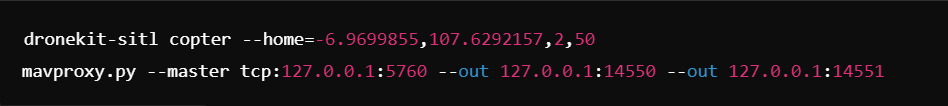 dronekit-sitl copter --home=-6.9699855,107.6292157,2,50
mavproxy.py --master tcp:127.0.0.1:5760 --out 127.0.0.1:14550 --out 127.0.0.1:14551